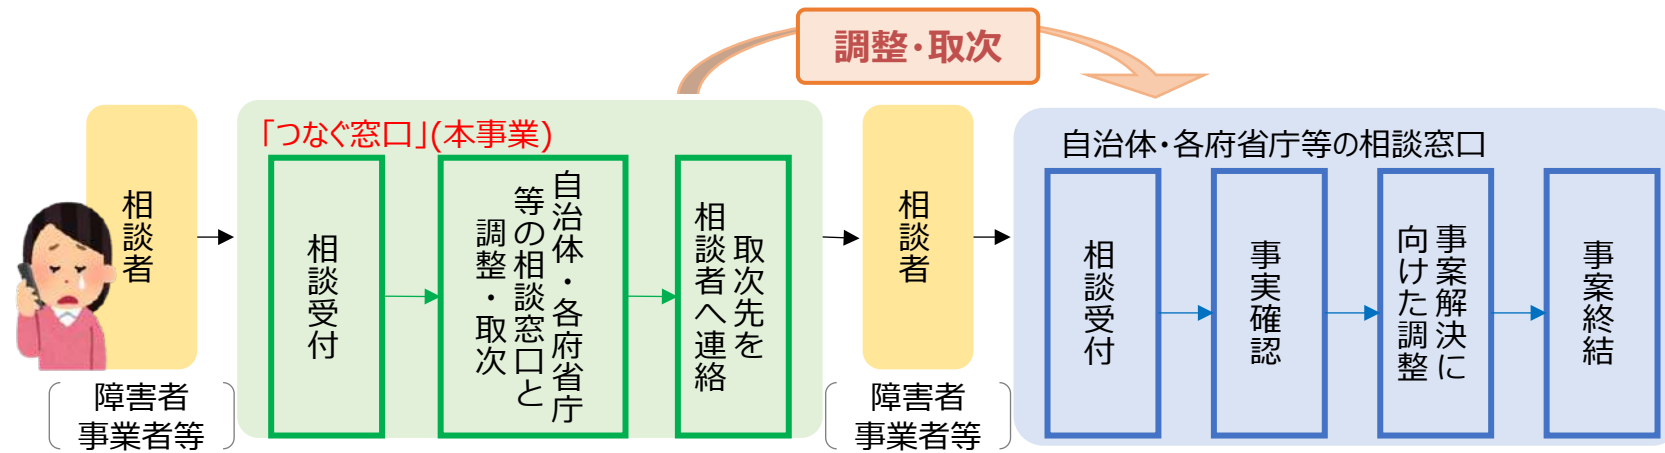 調整・取次
相談者
障害者
事業者等
「つなぐ窓口」(本事業)
相談受付
自治体・各府省庁
等の相談窓口と
調整・取次
取次先を
相談者へ連絡
相談者
障害者
事業者等
自治体・各府省庁等の相談窓口
相談受付
事実確認
事案解決に
向けた調整
事案終結